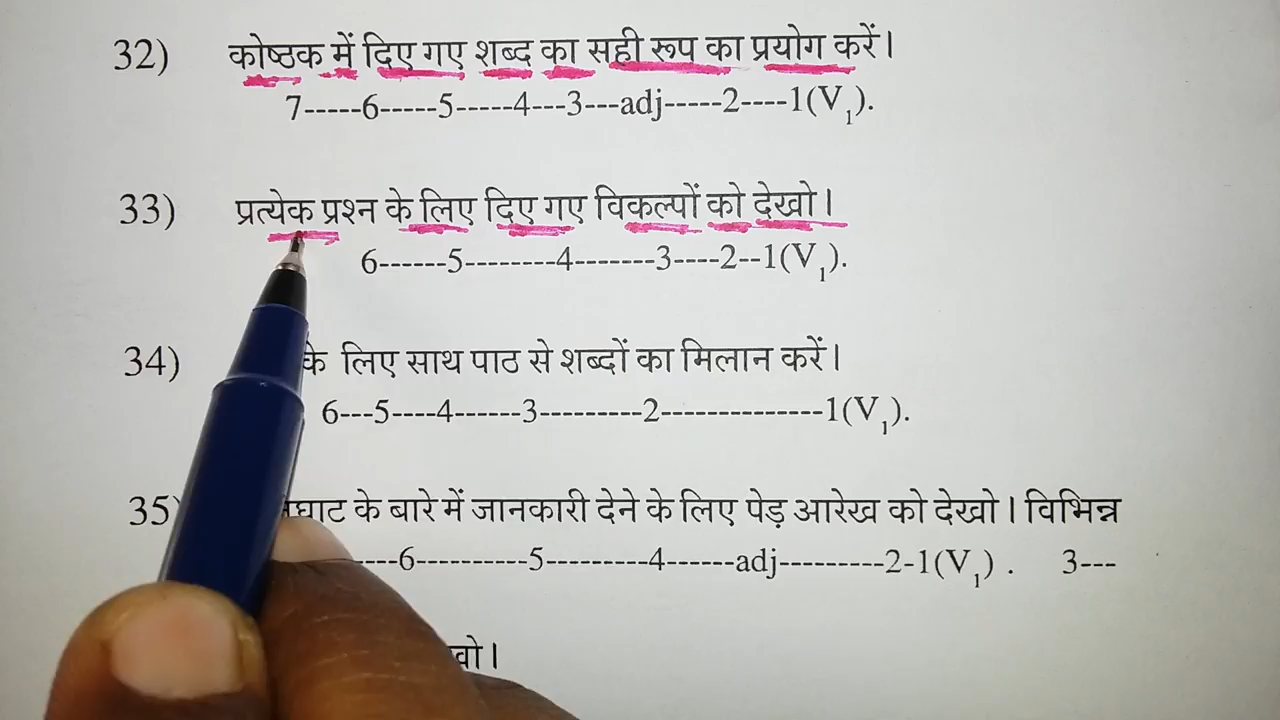 32) कोष्ठक में दिए गए शब्द का सही रूप का प्रयोग करें।
7-----6-----5-----4---3---adj-----2----1(V₁).
33) प्रत्येक प्रश्न के लिए दिए गए विकल्पों को देखो।
6------5--------4-------3----2--1(V₁).
34) के लिए साथ पाठ से शब्दों का मिलान करें।
6---5----4------3---------2--------------1(V₁).
35) के बारे में जानकारी देने के लिए पेड़ आरेख को देखो। विभिन्न
----6----------5---------4------adj---------2-1(V₁) . 3---